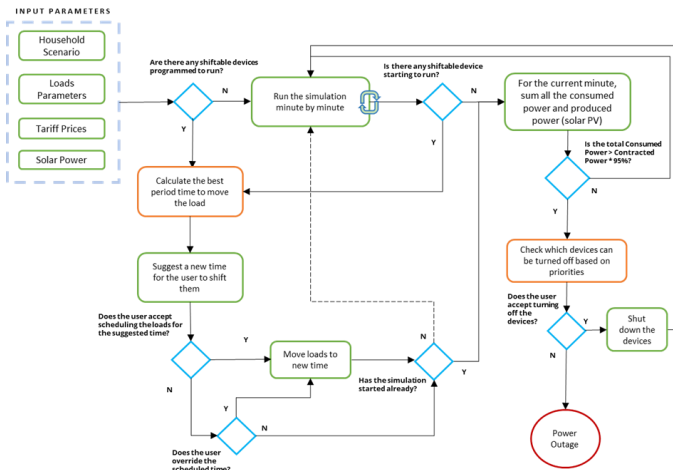 INPUT PARAMETERS
Household
Scenario
Loads
Parameters
Tariff Prices
Solar Power
Are there any shiftable devices
programmed to run?
N
Y
Run the simulation
minute by minute
Is there any shiftable device
starting to run?
N
Y
For the current minute,
sum all the consumed
power and produced
power (solar PV)
Is the total Consumed
Power > Contracted
Power * 95%?
N
Y
Calculate the best
period time to move
the load
Suggest a new time
for the user to shift
them
Check which devices can
be turned off based on
priorities
Does the user accept
scheduling the loads for
the suggested time?
Y
N
Move loads to
new time
Has the simulation
started already?
N
Y
Does the user
accept turning
off the
devices?
Y
N
Shut
down the
devices
Does the user
override the
scheduled time?
Y
N
Power
Outage